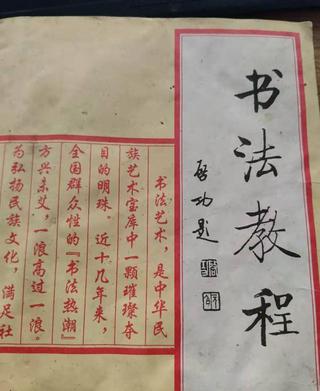 书法教程
启功题
书法艺术，是中华民
族艺术宝库中一颗璀璨夺
目的明珠。近十几年来，
全国群众性的『书法热潮』
方兴未艾，一浪高过一浪。
为弘扬民族文化，满足社